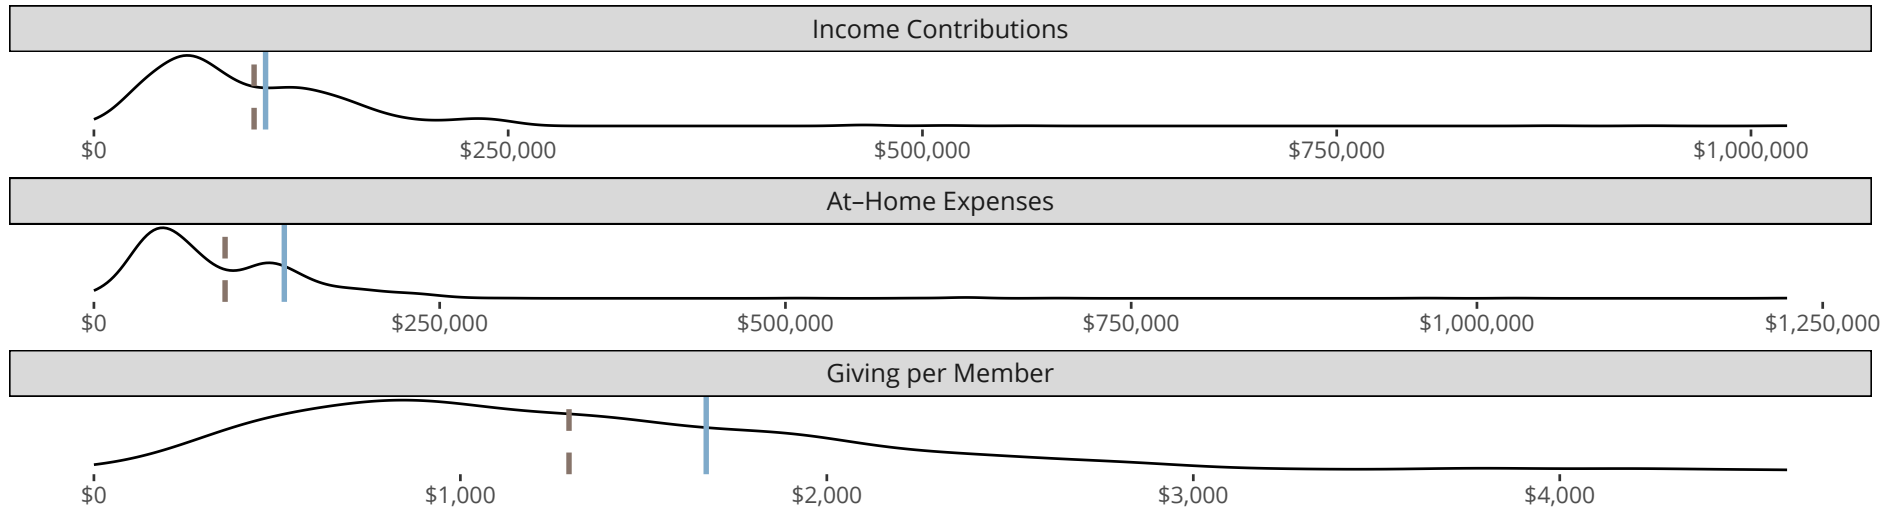 Income Contributions
$0 $250,000 $500,000 $750,000 $1,000,000
At–Home Expenses
$0 $250,000 $500,000 $750,000 $1,000,000 $1,250,000
Giving per Member
$0 $1,000 $2,000 $3,000 $4,000